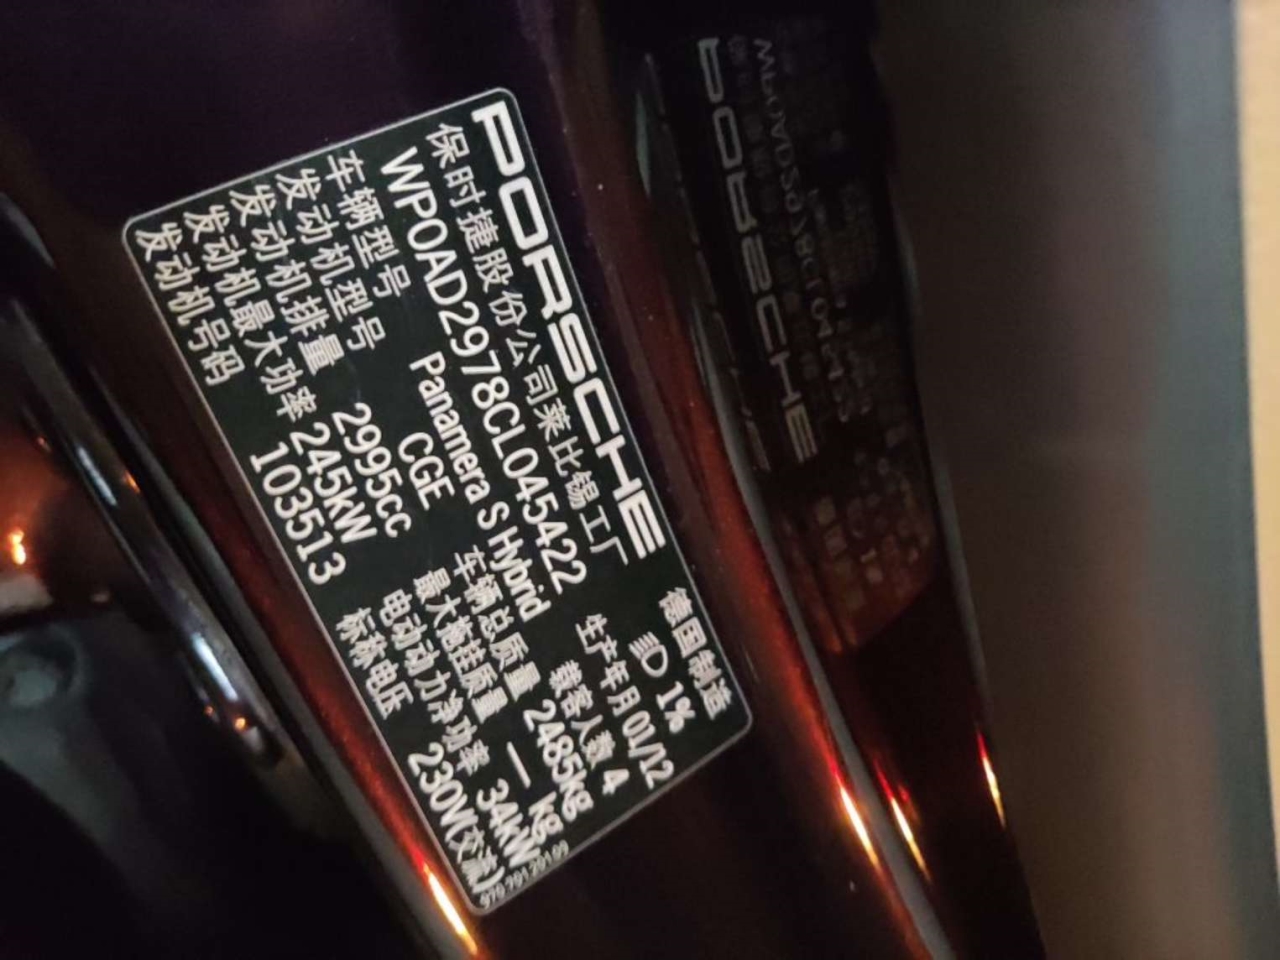 PORSCHE
保时捷股份公司莱比锡工厂 德国制造
WP0AD2978CL045422 1%
车辆型号 Panamera S Hybrid 生产年月 01/12
发动机型号 CGE 载客人数 4
发动机排量 2995cc 车辆总质量 2485kg
发动机最大功率 245kW 最大拖挂质量 — kg
发动机号码 103513 电动动力净功率 34kW
标称电压 230V(交流)
970.701.201.09